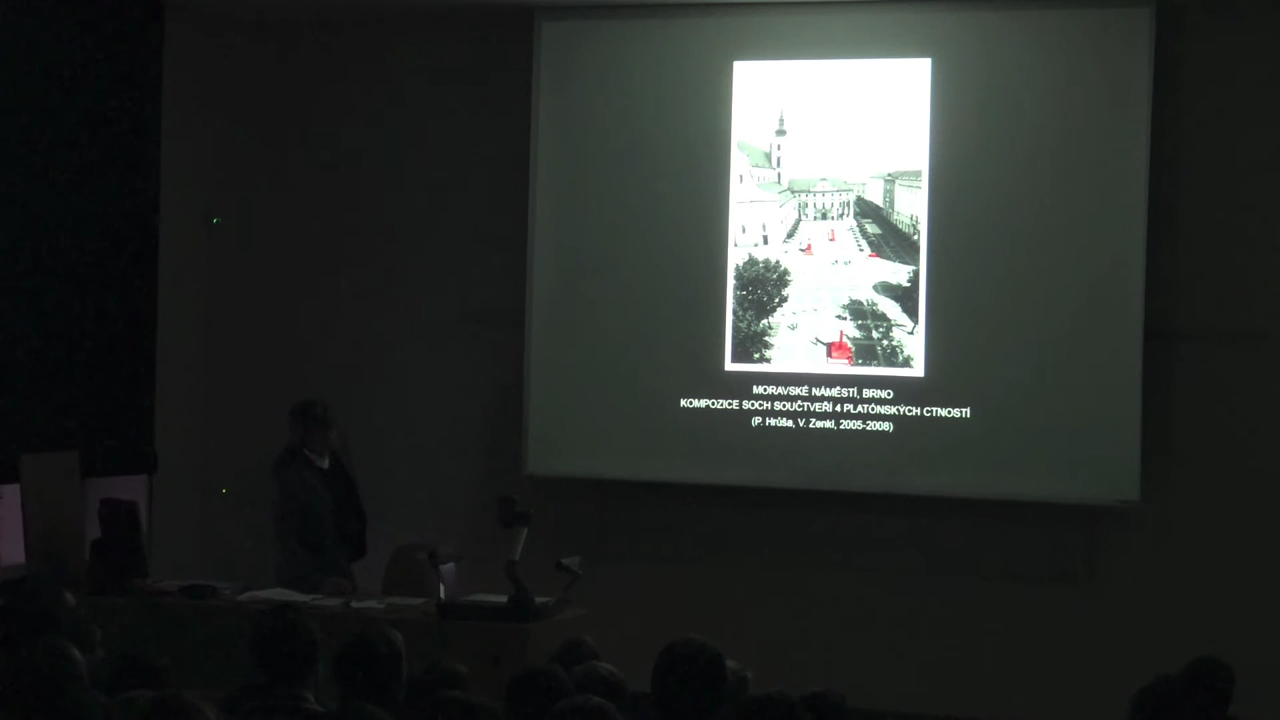 MORAVSKÉ NÁMĚSTÍ, BRNO
KOMPOZICE SOCH SOUČTVEŘÍ 4 PLATÓNSKÝCH CTNOSTÍ
(P. Hrůša, V. Zenkl, 2005-2008)